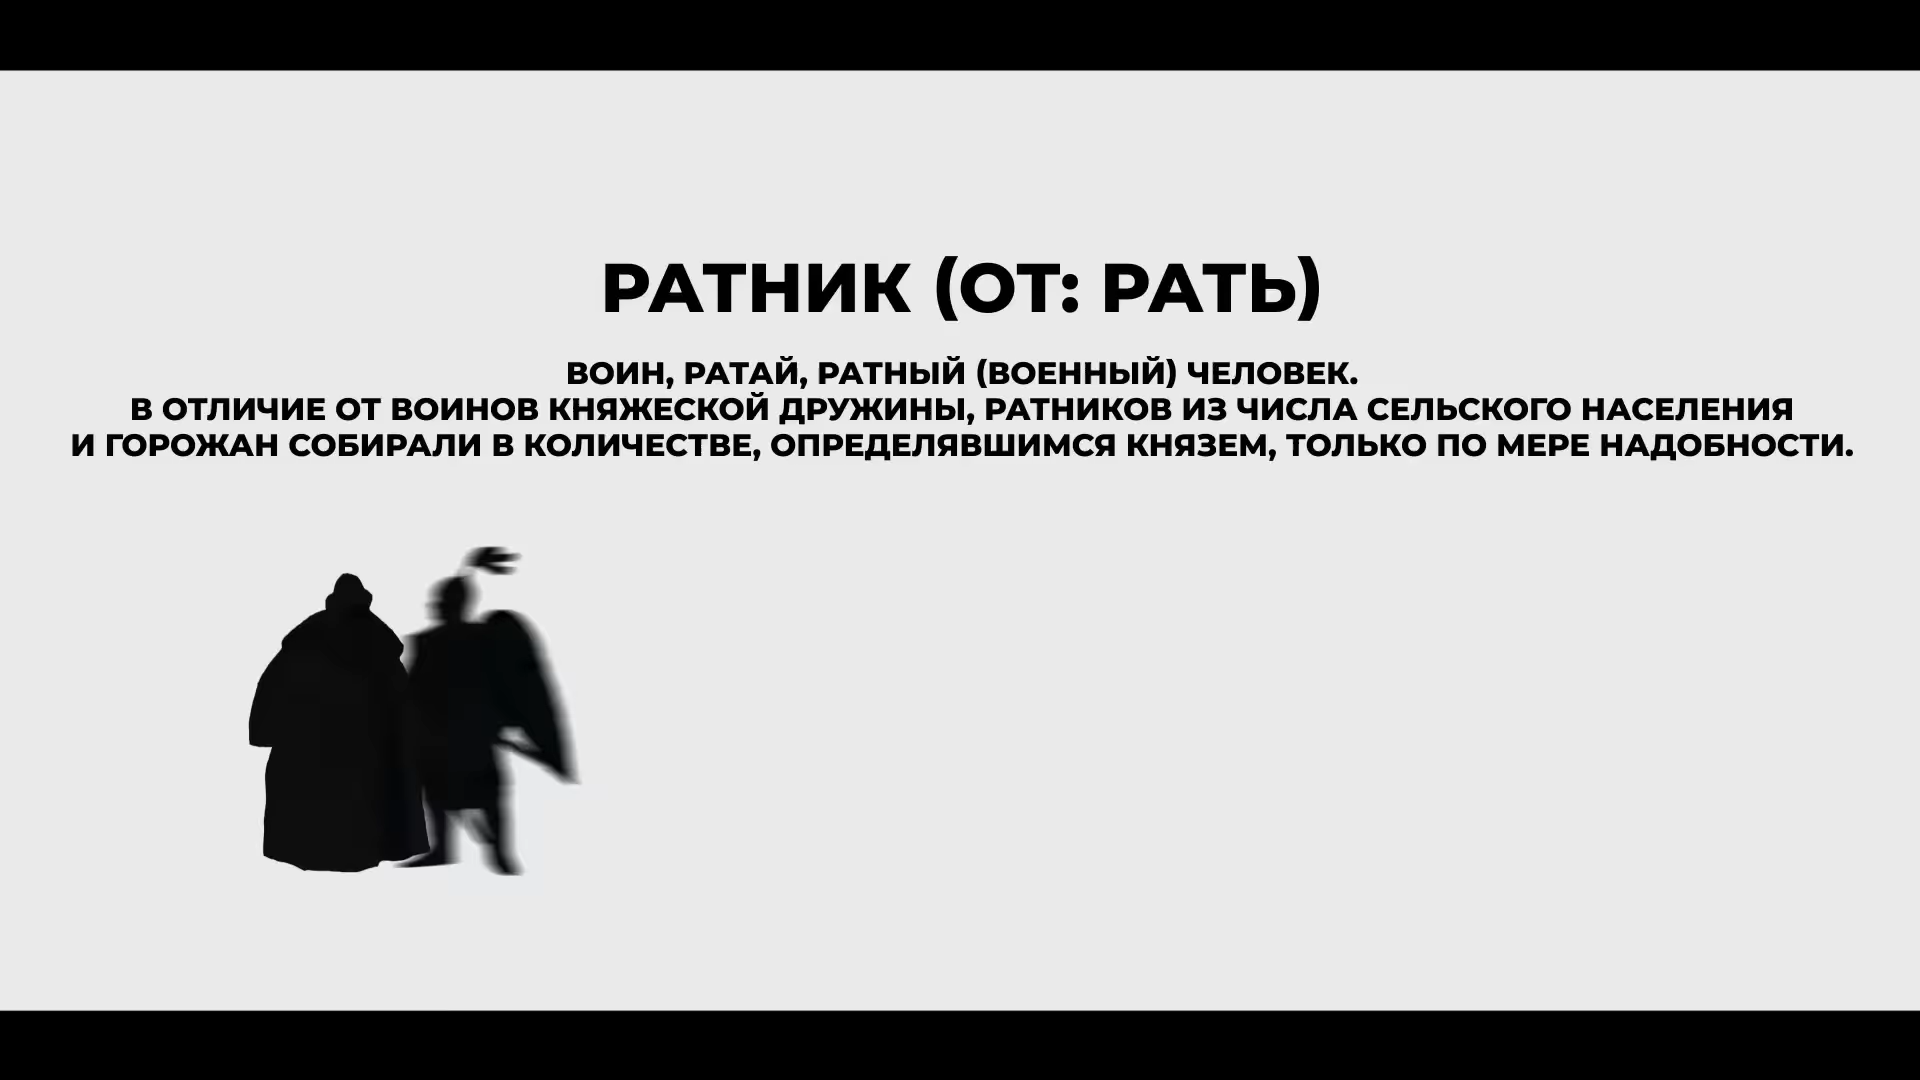 РАТНИК (ОТ: РАТЬ)
ВОИН, РАТАЙ, РАТНЫЙ (ВОЕННЫЙ) ЧЕЛОВЕК.
В ОТЛИЧИЕ ОТ ВОИНОВ КНЯЖЕСКОЙ ДРУЖИНЫ, РАТНИКОВ ИЗ ЧИСЛА СЕЛЬСКОГО НАСЕЛЕНИЯ
И ГОРОЖАН СОБИРАЛИ В КОЛИЧЕСТВЕ, ОПРЕДЕЛЯВШИМСЯ КНЯЗЕМ, ТОЛЬКО ПО МЕРЕ НАДОБНОСТИ.